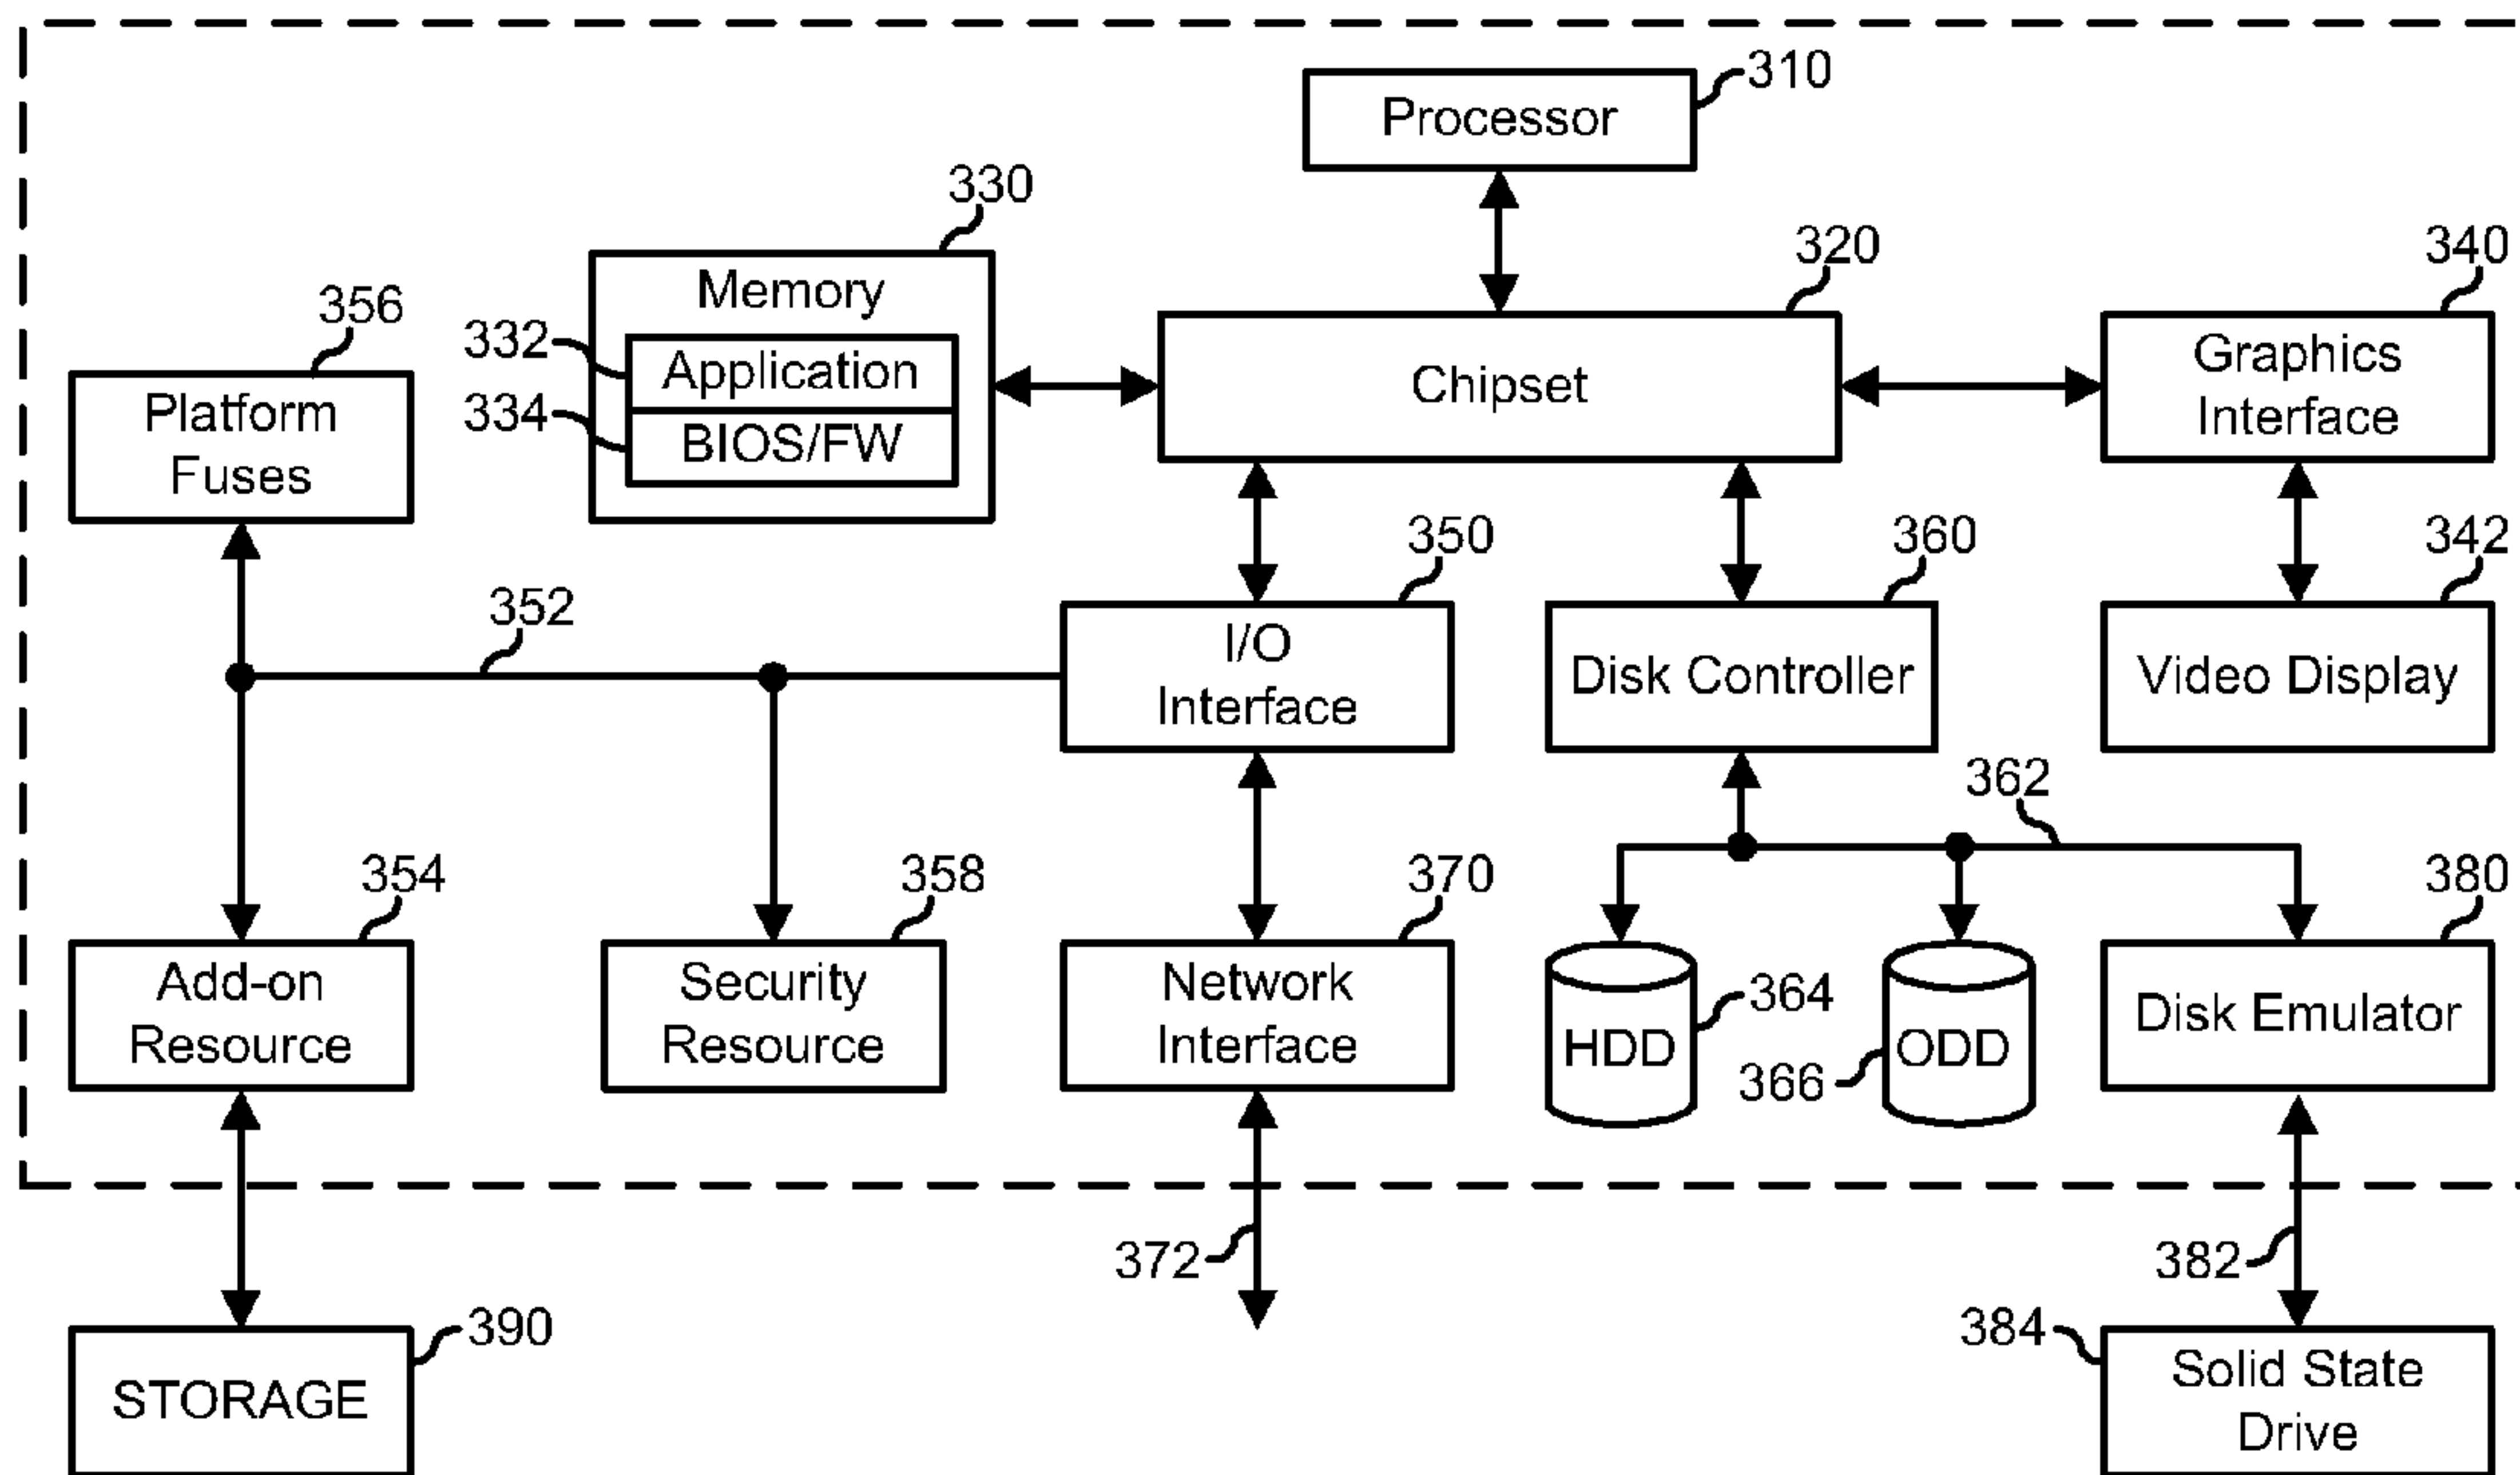 310
Processor
330
320
340
356
Memory
332
Application
334
BIOS/FW
Chipset
Graphics
Interface
Platform
Fuses
352
350
360
342
I/O
Interface
Disk Controller
Video Display
362
354
358
370
380
Add-on
Resource
Security
Resource
Network
Interface
HDD
364
366
ODD
Disk Emulator
372
382
390
384
STORAGE
Solid State
Drive